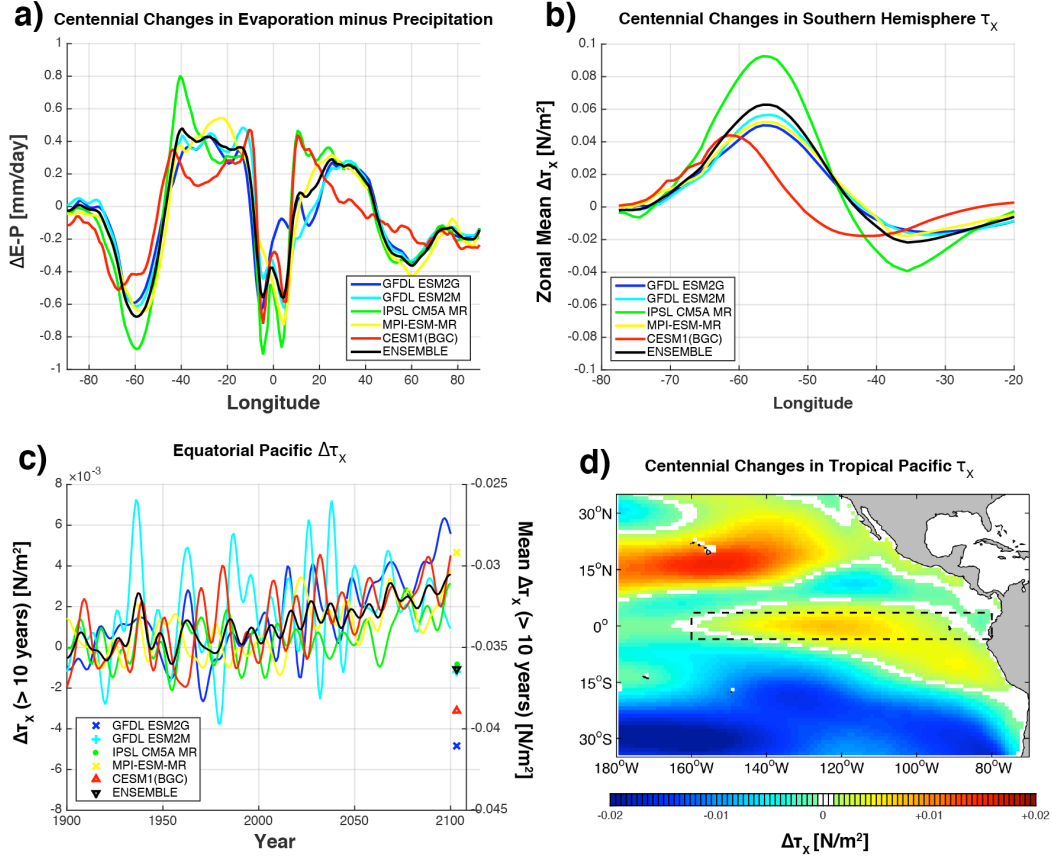 a)
Centennial Changes in Evaporation minus Precipitation
ΔE-P [mm/day]
1
0.8
0.6
0.4
0.2
0
-0.2
-0.4
-0.6
-0.8
-1
GFDL ESM2G
GFDL ESM2M
IPSL CM5A MR
MPI-ESM-MR
CESM1(BGC)
ENSEMBLE
-80 -60 -40 -20 0 20 40 60 80
Longitude
b)
Centennial Changes in Southern Hemisphere τx
Zonal Mean Δτx [N/m²]
0.1
0.08
0.06
0.04
0.02
0
-0.02
-0.04
-0.06
-0.08
-0.1
GFDL ESM2G
GFDL ESM2M
IPSL CM5A MR
MPI-ESM-MR
CESM1(BGC)
ENSEMBLE
-80 -70 -60 -50 -40 -30 -20
Longitude
c)
Equatorial Pacific Δτx
×10⁻³
Δτx (> 10 years) [N/m²]
8
6
4
2
0
-2
-4
-6
-8
GFDL ESM2G
GFDL ESM2M
IPSL CM5A MR
MPI-ESM-MR
CESM1(BGC)
ENSEMBLE
1900 1950 2000 2050 2100
Year
-0.025
-0.03
-0.035
-0.04
-0.045
Mean Δτx (> 10 years) [N/m²]
d)
Centennial Changes in Tropical Pacific τx
30°N
15°N
0°
15°S
30°S
180°W 160°W 140°W 120°W 100°W 80°W
-0.02 -0.01 0 +0.01 +0.02
Δτx [N/m²]